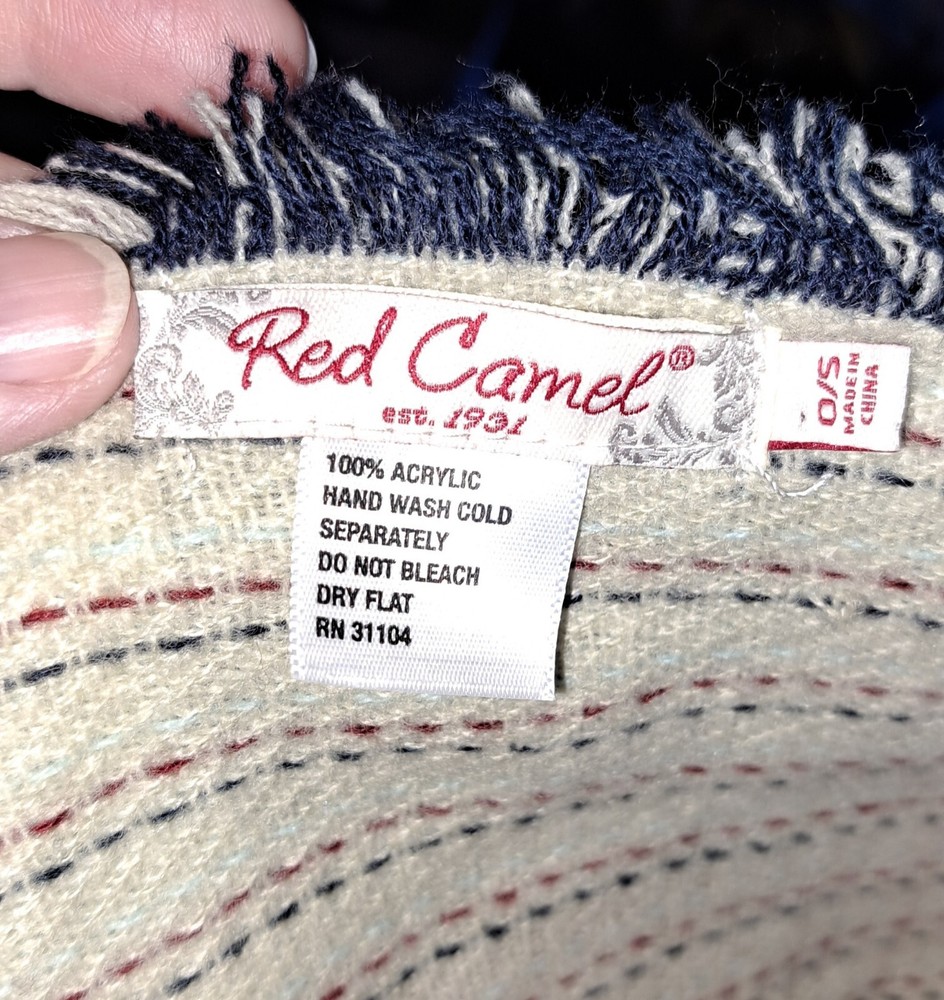 Red Camel®
est. 1931
O/S
MADE IN
CHINA
100% ACRYLIC
HAND WASH COLD
SEPARATELY
DO NOT BLEACH
DRY FLAT
RN 31104